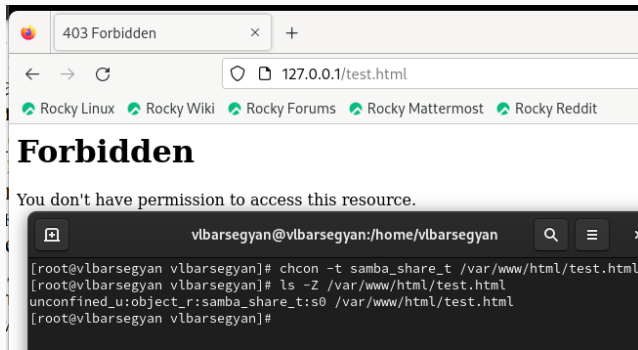 403 Forbidden
127.0.0.1/test.html
Rocky Linux Rocky Wiki Rocky Forums Rocky Mattermost Rocky Reddit
Forbidden
You don't have permission to access this resource.
vlbarsegyan@vlbarsegyan:/home/vlbarsegyan
[root@vlbarsegyan vlbarsegyan]# chcon -t samba_share_t /var/www/html/test.html
[root@vlbarsegyan vlbarsegyan]# ls -Z /var/www/html/test.html
unconfined_u:object_r:samba_share_t:s0 /var/www/html/test.html
[root@vlbarsegyan vlbarsegyan]#